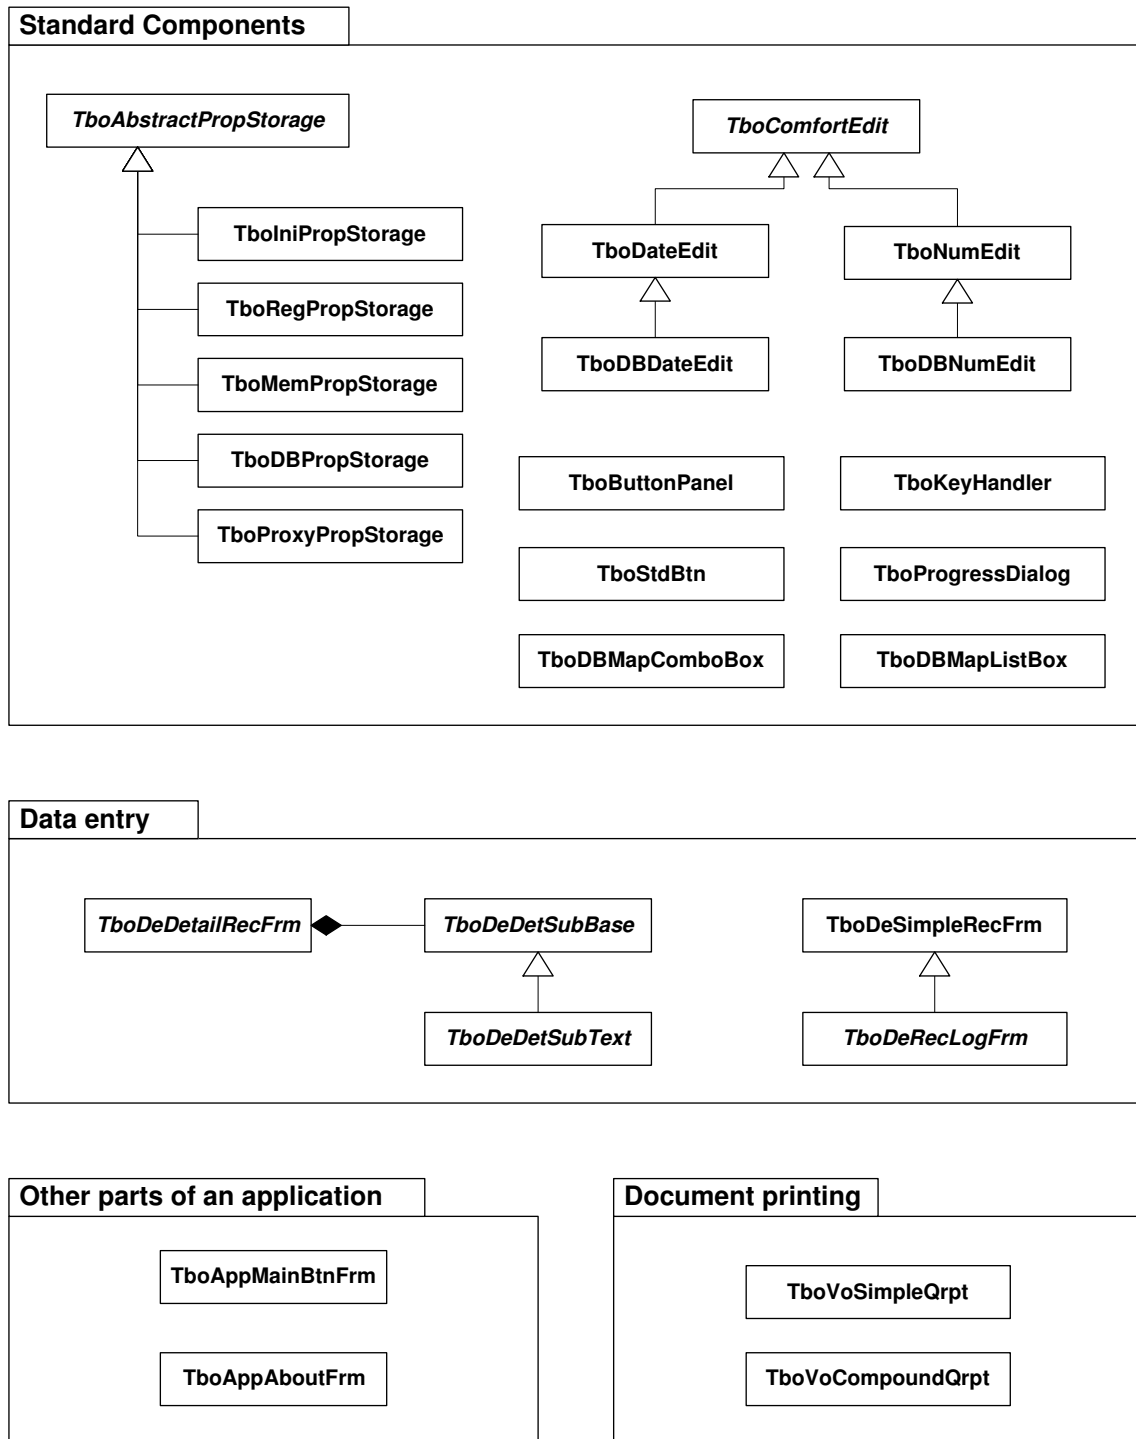 Standard Components
TboAbstractPropStorage
TboIniPropStorage
TboRegPropStorage
TboMemPropStorage
TboDBPropStorage
TboProxyPropStorage
TboComfortEdit
TboDateEdit
TboNumEdit
TboDBDateEdit
TboDBNumEdit
TboButtonPanel
TboKeyHandler
TboStdBtn
TboProgressDialog
TboDBMapComboBox
TboDBMapListBox
Data entry
TboDeDetailRecFrm
TboDeDetSubBase
TboDeSimpleRecFrm
TboDeDetSubText
TboDeRecLogFrm
Other parts of an application
TboAppMainBtnFrm
TboAppAboutFrm
Document printing
TboVoSimpleQrpt
TboVoCompoundQrpt